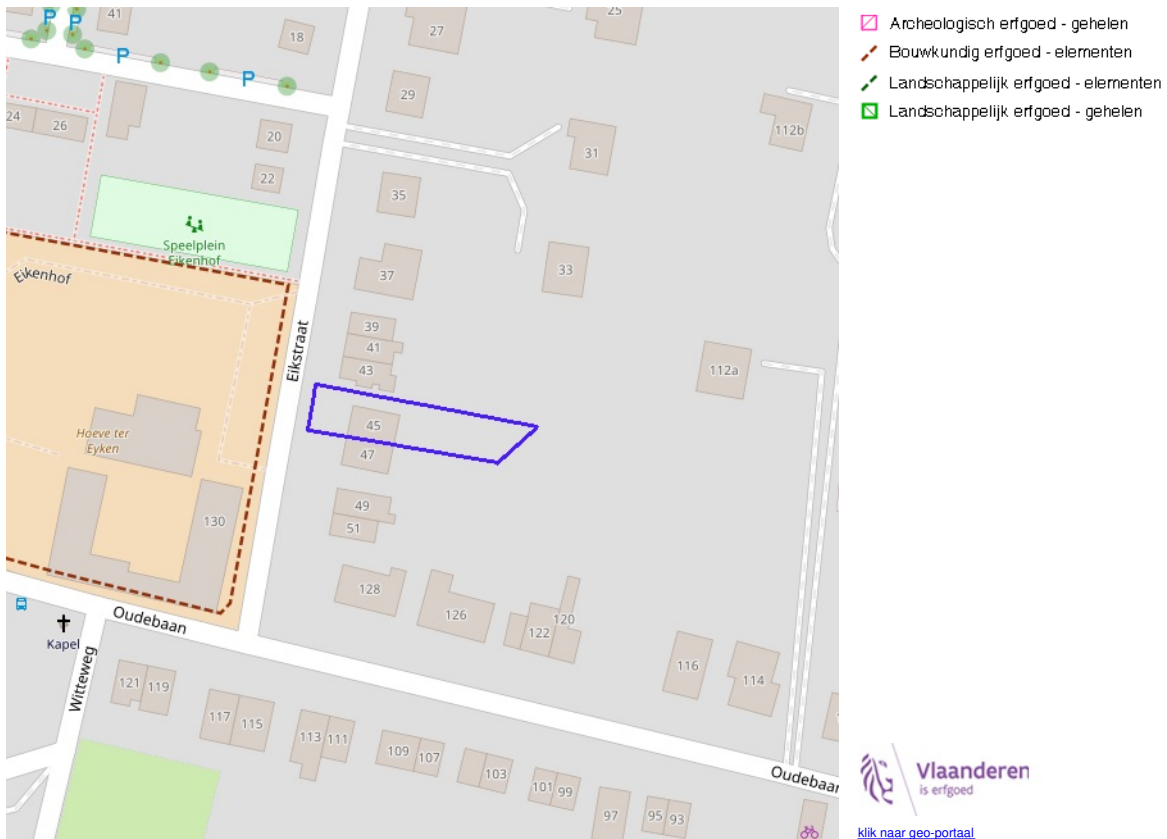 Archeologisch erfgoed - gehelen
Bouwkundig erfgoed - elementen
Landschappelijk erfgoed - elementen
Landschappelijk erfgoed - gehelen
P
P
41
18
27
25
P
P
29
24
26
20
31
112b
22
35
Speelplein
Eikenhof
37
33
Eikenhof
39
41
Eikstraat
43
112a
45
Hoeve ter
Eyken
47
49
130
51
128
126
120
122
Oudebaan
Kapel
116
114
Witteweg
121
119
117
115
113
111
109
107
103
101
99
Oudebaan
97
95
93
Vlaanderen
is erfgoed
klik naar geo-portaal